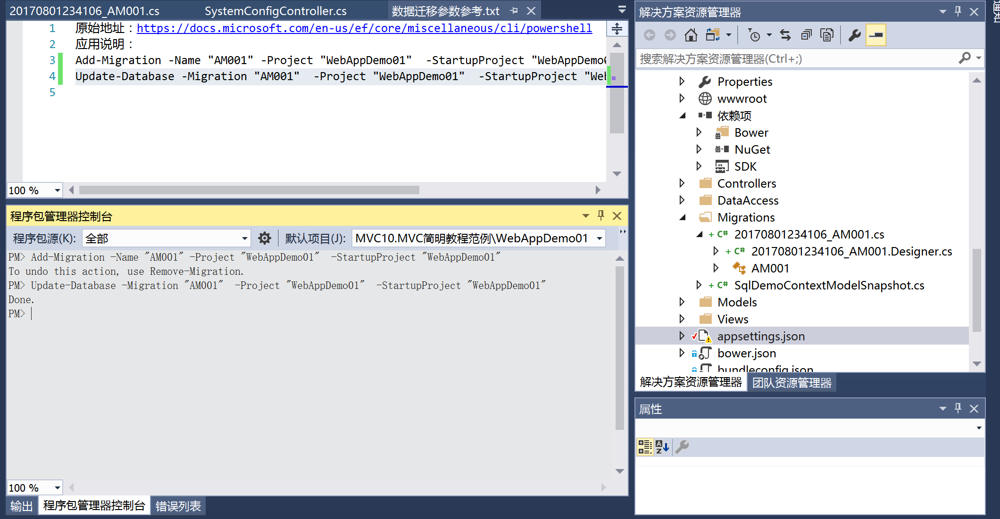 20170801234106_AM001.cs
SystemConfigController.cs
数据迁移参数参考.txt
1 原始地址：https://docs.microsoft.com/en-us/ef/core/miscellaneous/cli/powershell
2 应用说明：
3 Add-Migration -Name "AM001" -Project "WebAppDemo01"  -StartupProject "WebAppDemo
4 Update-Database -Migration "AM001"  -Project "WebAppDemo01"  -StartupProject "Web
5
100 %
程序包管理器控制台
程序包源(K): 全部 默认项目(J): MVC10.MVC简明教程范例\WebAppDemo01
PM> Add-Migration -Name "AM001" -Project "WebAppDemo01"  -StartupProject "WebAppDemo01"
To undo this action, use Remove-Migration.
PM> Update-Database -Migration "AM001"  -Project "WebAppDemo01"  -StartupProject "WebAppDemo01"
Done.
PM>
100 %
输出 程序包管理器控制台 错误列表
解决方案资源管理器
搜索解决方案资源管理器(Ctrl+;)
Properties
wwwroot
依赖项
Bower
NuGet
SDK
Controllers
DataAccess
Migrations
+ C# 20170801234106_AM001.cs
+ C# 20170801234106_AM001.Designer.cs
AM001
+ C# SqlDemoContextModelSnapshot.cs
Models
Views
appsettings.json
bower.json
bundleconfig.json
解决方案资源管理器 团队资源管理器
属性
通知